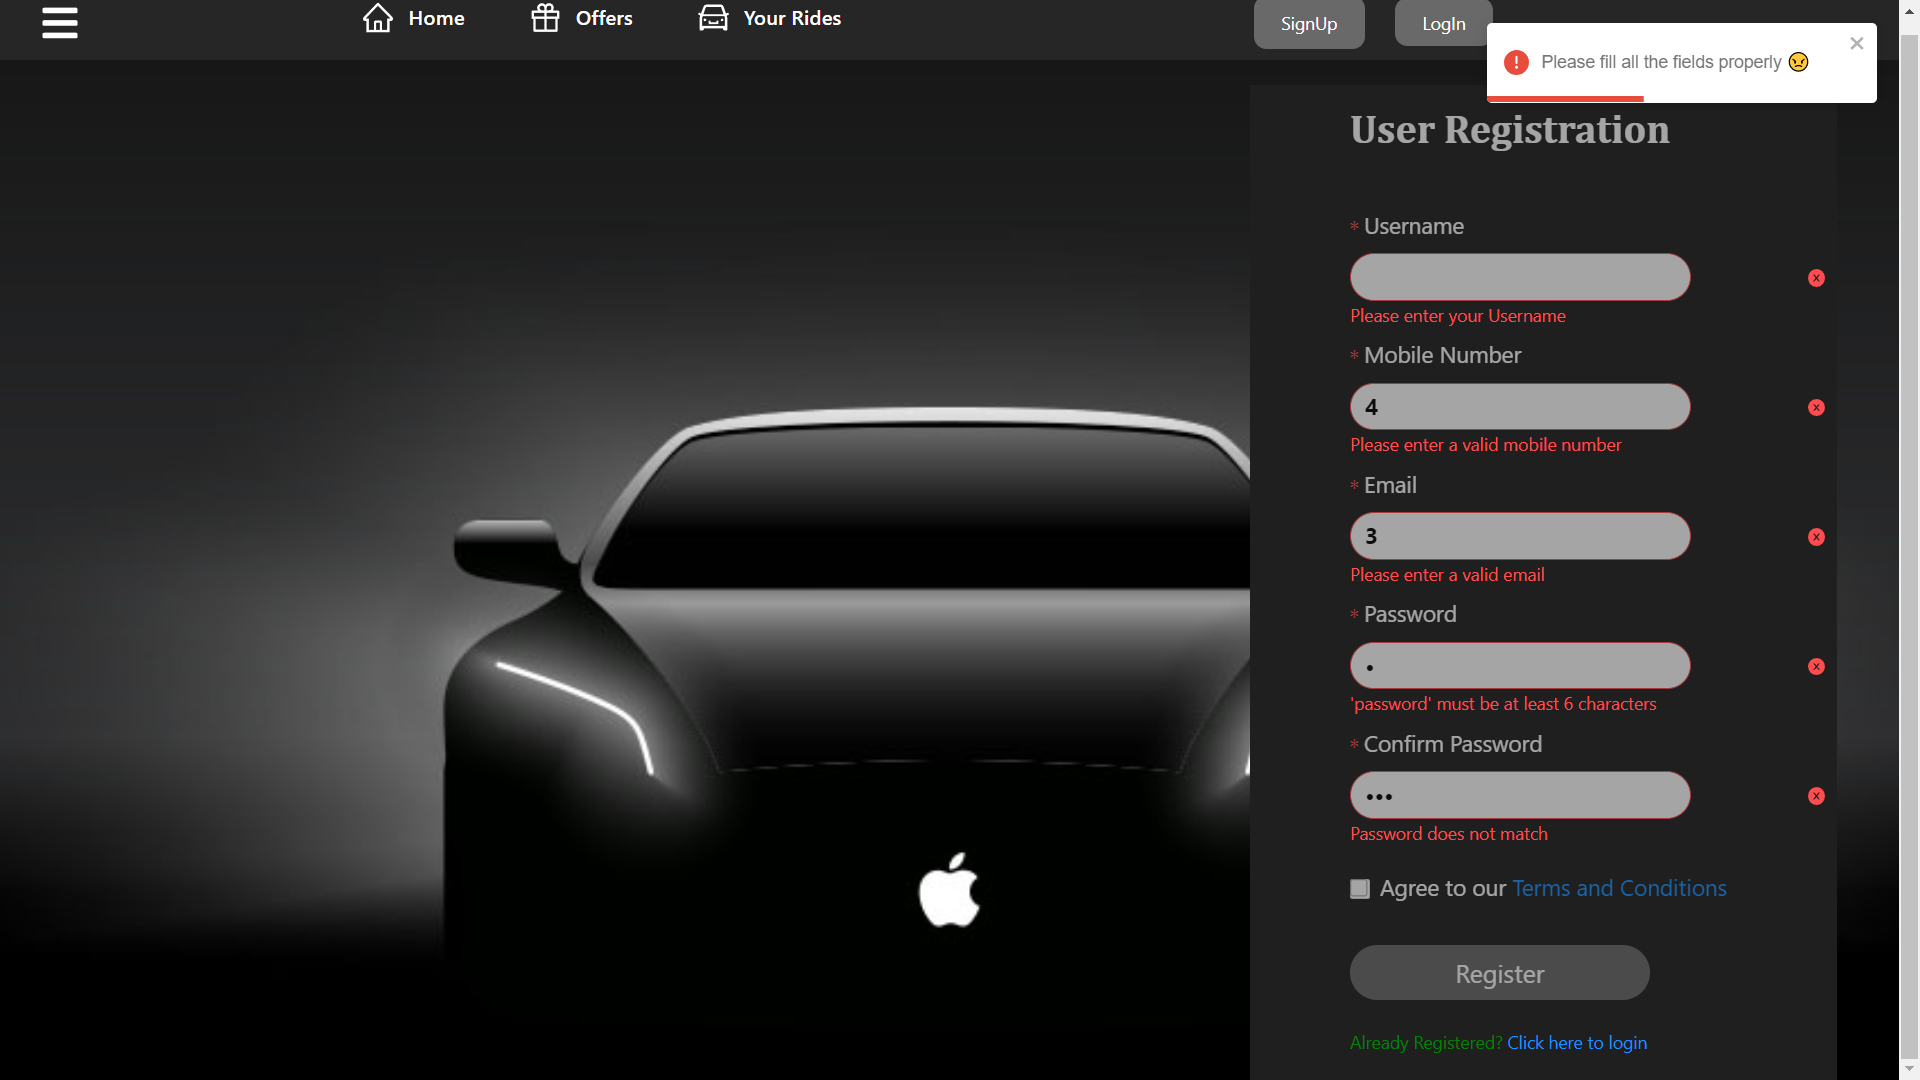 Home
Offers
Your Rides
SignUp
LogIn
Please fill all the fields properly 😠
User Registration
* Username
Please enter your Username
* Mobile Number
4
Please enter a valid mobile number
* Email
3
Please enter a valid email
* Password
•
'password' must be at least 6 characters
* Confirm Password
•••
Password does not match
Agree to our Terms and Conditions
Register
Already Registered? Click here to login